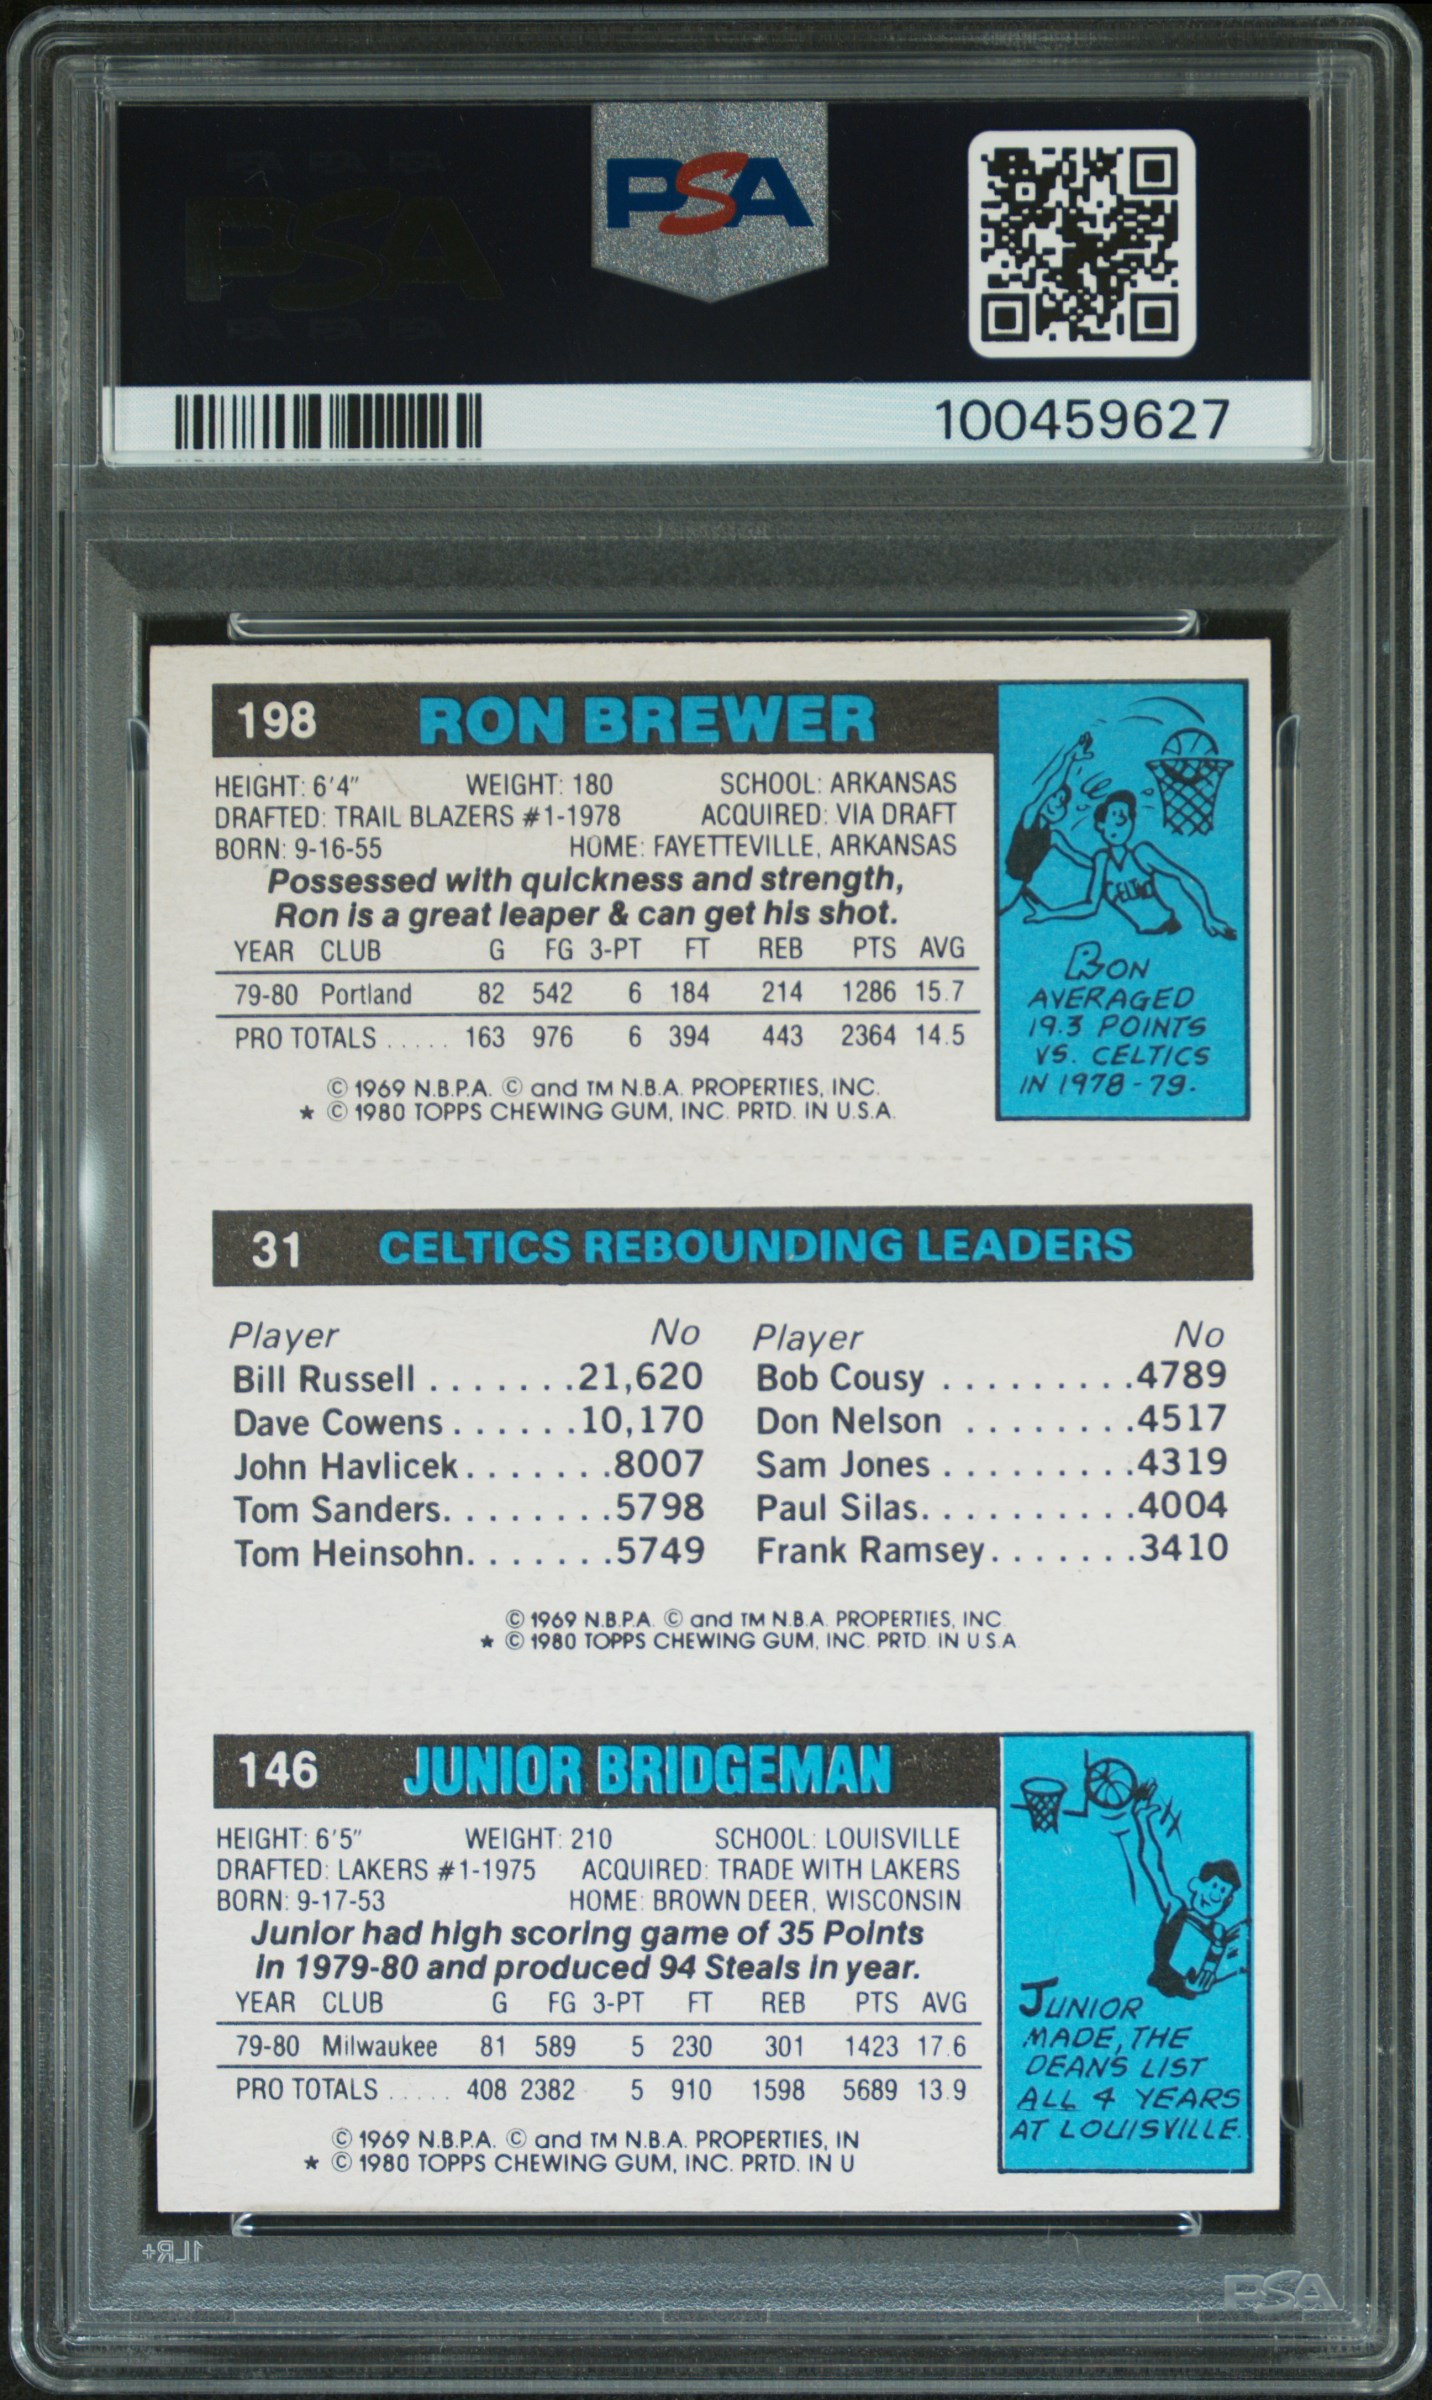 PSA
PSA
100459627
198 RON BREWER
HEIGHT: 6'4" WEIGHT: 180 SCHOOL: ARKANSAS
DRAFTED: TRAIL BLAZERS #1-1978 ACQUIRED: VIA DRAFT
BORN: 9-16-55 HOME: FAYETTEVILLE, ARKANSAS
Possessed with quickness and strength,
Ron is a great leaper & can get his shot.
YEAR CLUB G FG 3-PT FT REB PTS AVG
79-80 Portland 82 542 6 184 214 1286 15.7
PRO TOTALS ..... 163 976 6 394 443 2364 14.5
© 1969 N.B.P.A. © and TM N.B.A. PROPERTIES, INC.
★ © 1980 TOPPS CHEWING GUM, INC. PRTD. IN U.S.A.
CELTICS
RON
AVERAGED
19.3 POINTS
VS. CELTICS
IN 1978-79.
31 CELTICS REBOUNDING LEADERS
Player No Player No
Bill Russell .......21,620 Bob Cousy .........4789
Dave Cowens ......10,170 Don Nelson ........4517
John Havlicek.......8007 Sam Jones .........4319
Tom Sanders........5798 Paul Silas..........4004
Tom Heinsohn.......5749 Frank Ramsey.......3410
© 1969 N.B.P.A. © and TM N.B.A. PROPERTIES, INC
★ © 1980 TOPPS CHEWING GUM, INC. PRTD. IN U.S.A
146 JUNIOR BRIDGEMAN
HEIGHT: 6'5" WEIGHT: 210 SCHOOL: LOUISVILLE
DRAFTED: LAKERS #1-1975 ACQUIRED: TRADE WITH LAKERS
BORN: 9-17-53 HOME: BROWN DEER, WISCONSIN
Junior had high scoring game of 35 Points
in 1979-80 and produced 94 Steals in year.
YEAR CLUB G FG 3-PT FT REB PTS AVG
79-80 Milwaukee 81 589 5 230 301 1423 17.6
PRO TOTALS ..... 408 2382 5 910 1598 5689 13.9
© 1969 N.B.P.A. © and TM N.B.A. PROPERTIES, IN
★ © 1980 TOPPS CHEWING GUM, INC. PRTD. IN U
JUNIOR
MADE, THE
DEANS LIST
ALL 4 YEARS
AT LOUISVILLE.
1LR+
PSA